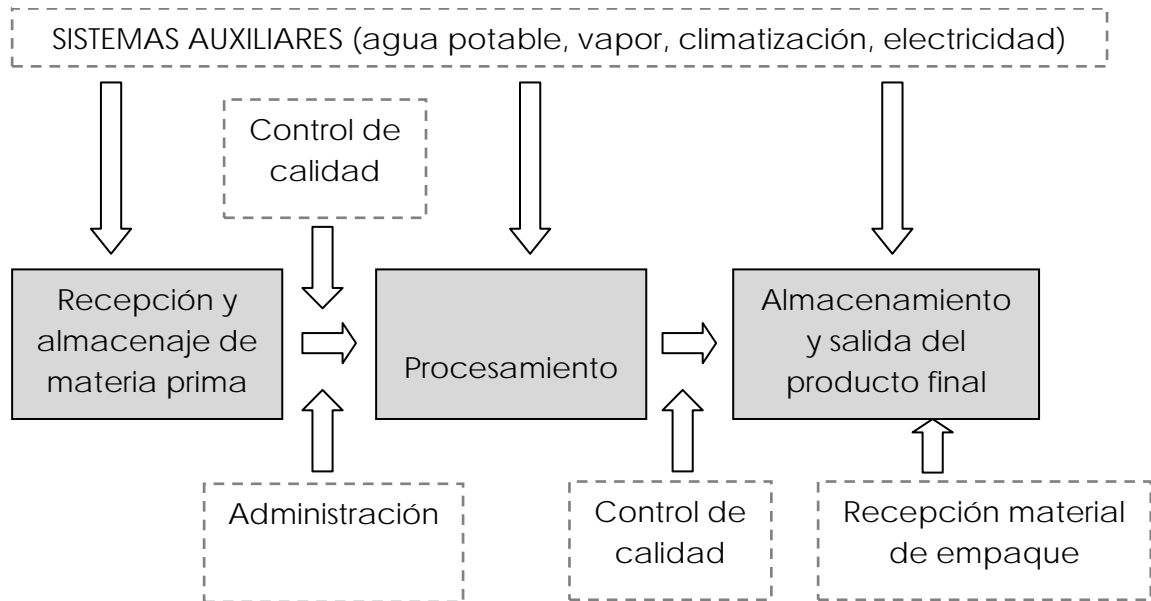 SISTEMAS AUXILIARES (agua potable, vapor, climatización, electricidad)
Control de
calidad
Recepción y
almacenaje de
materia prima
Procesamiento
Almacenamiento
y salida del
producto final
Administración
Control de
calidad
Recepción material
de empaque